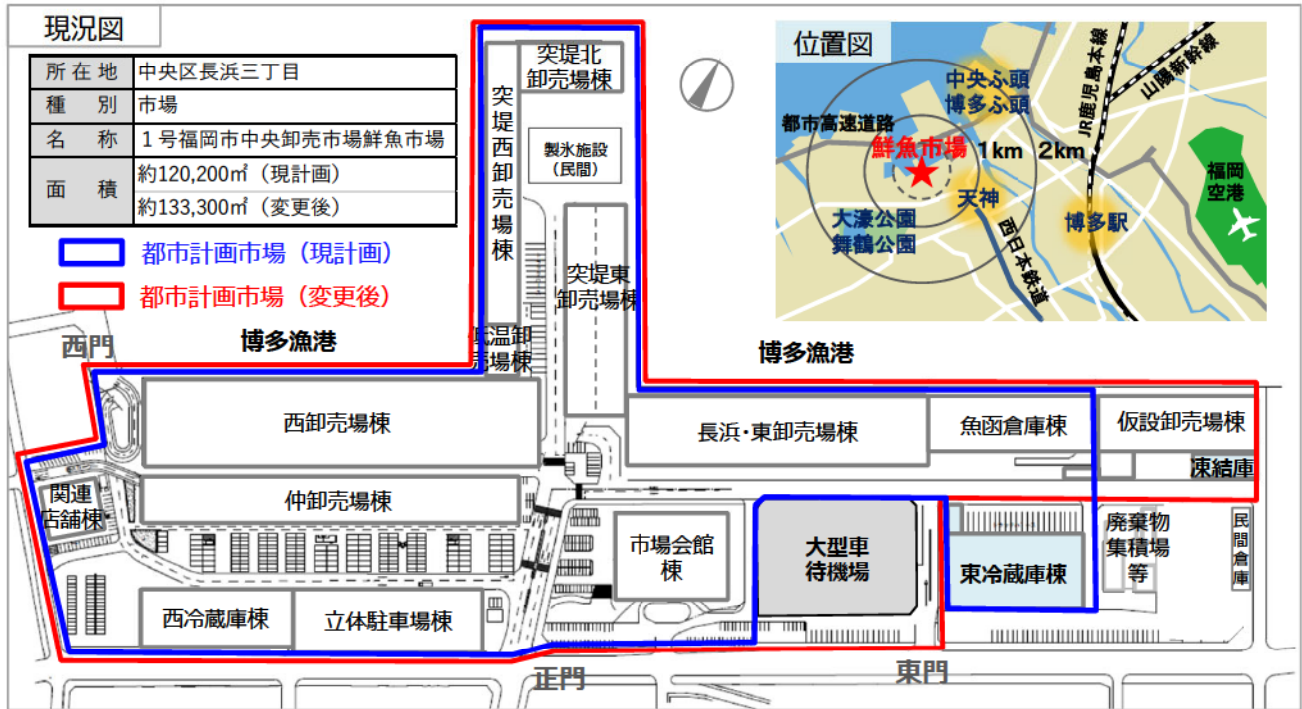 現況図
所在地 中央区長浜三丁目
種別 市場
名称 1号福岡市中央卸売市場鮮魚市場
面積 約120,200㎡（現計画）
約133,300㎡（変更後）
都市計画市場（現計画）
都市計画市場（変更後）
位置図
中央ふ頭
博多ふ頭
JR鹿児島本線
山陽新幹線
都市高速道路
鮮魚市場
1km 2km
福岡
空港
天神
博多駅
大濠公園
舞鶴公園
西日本鉄道
突堤北
卸売場棟
突堤西卸売場棟
製氷施設
（民間）
突堤東
卸売場棟
低温卸
売場棟
西門
博多漁港
博多漁港
西卸売場棟
長浜・東卸売場棟
魚函倉庫棟
仮設卸売場棟
凍結庫
関連
店舗棟
仲卸売場棟
市場会館
棟
大型車
待機場
東冷蔵庫棟
廃棄物
集積場
等
民間倉庫
西冷蔵庫棟
立体駐車場棟
正門
東門